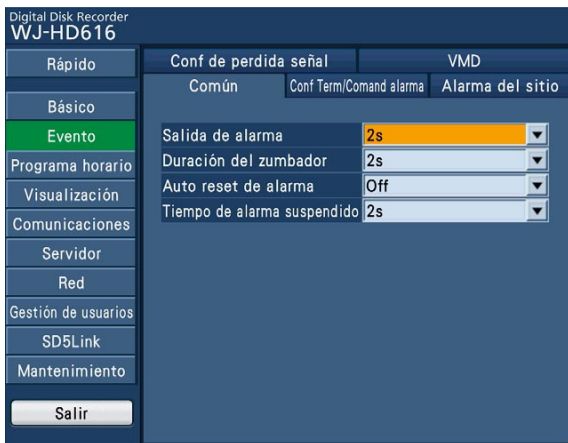 Digital Disk Recorder
WJ-HD616
Rápido
Básico
Evento
Programa horario
Visualización
Comunicaciones
Servidor
Red
Gestión de usuarios
SD5Link
Mantenimiento
Salir
Conf de perdida señal VMD
Común Conf Term/Comand alarma Alarma del sitio
Salida de alarma 2s
Duración del zumbador 2s
Auto reset de alarma Off
Tiempo de alarma suspendido 2s